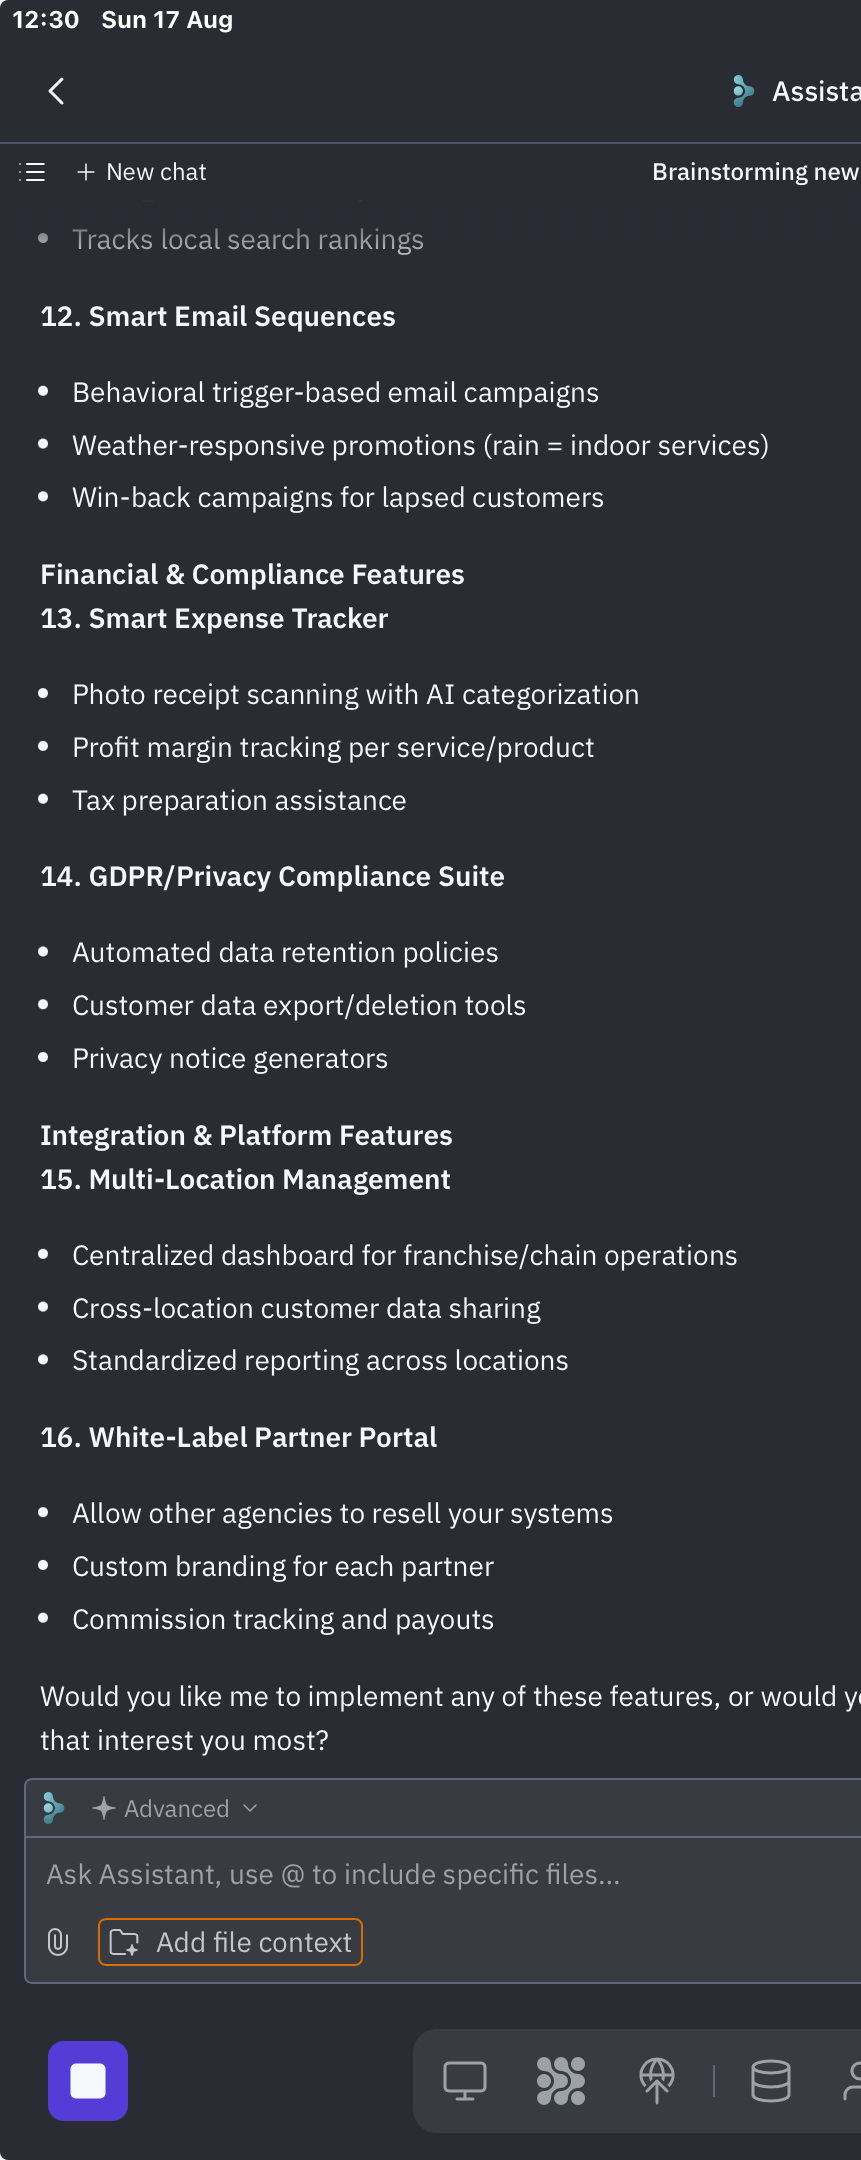 12:30 Sun 17 Aug
Assista
New chat
Brainstorming new
Tracks local search rankings
12. Smart Email Sequences
Behavioral trigger-based email campaigns
Weather-responsive promotions (rain = indoor services)
Win-back campaigns for lapsed customers
Financial & Compliance Features
13. Smart Expense Tracker
Photo receipt scanning with AI categorization
Profit margin tracking per service/product
Tax preparation assistance
14. GDPR/Privacy Compliance Suite
Automated data retention policies
Customer data export/deletion tools
Privacy notice generators
Integration & Platform Features
15. Multi-Location Management
Centralized dashboard for franchise/chain operations
Cross-location customer data sharing
Standardized reporting across locations
16. White-Label Partner Portal
Allow other agencies to resell your systems
Custom branding for each partner
Commission tracking and payouts
Would you like me to implement any of these features, or would y
that interest you most?
Advanced
Ask Assistant, use @ to include specific files...
Add file context